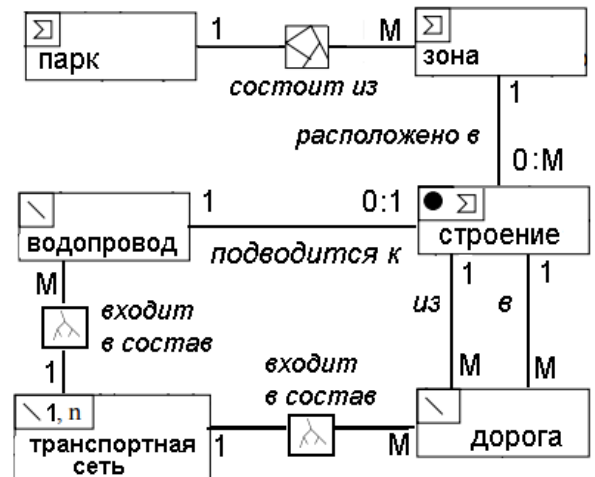 Σ
парк
1
М
состоит из
Σ
зона
1
расположено в
0:М
\
водопровод
1
0:1
подводится к
● Σ
строение
М
входит
в состав
1
1
1
из
в
М
М
\ 1, n
транспортная
сеть
1
входит
в состав
М
\
дорога